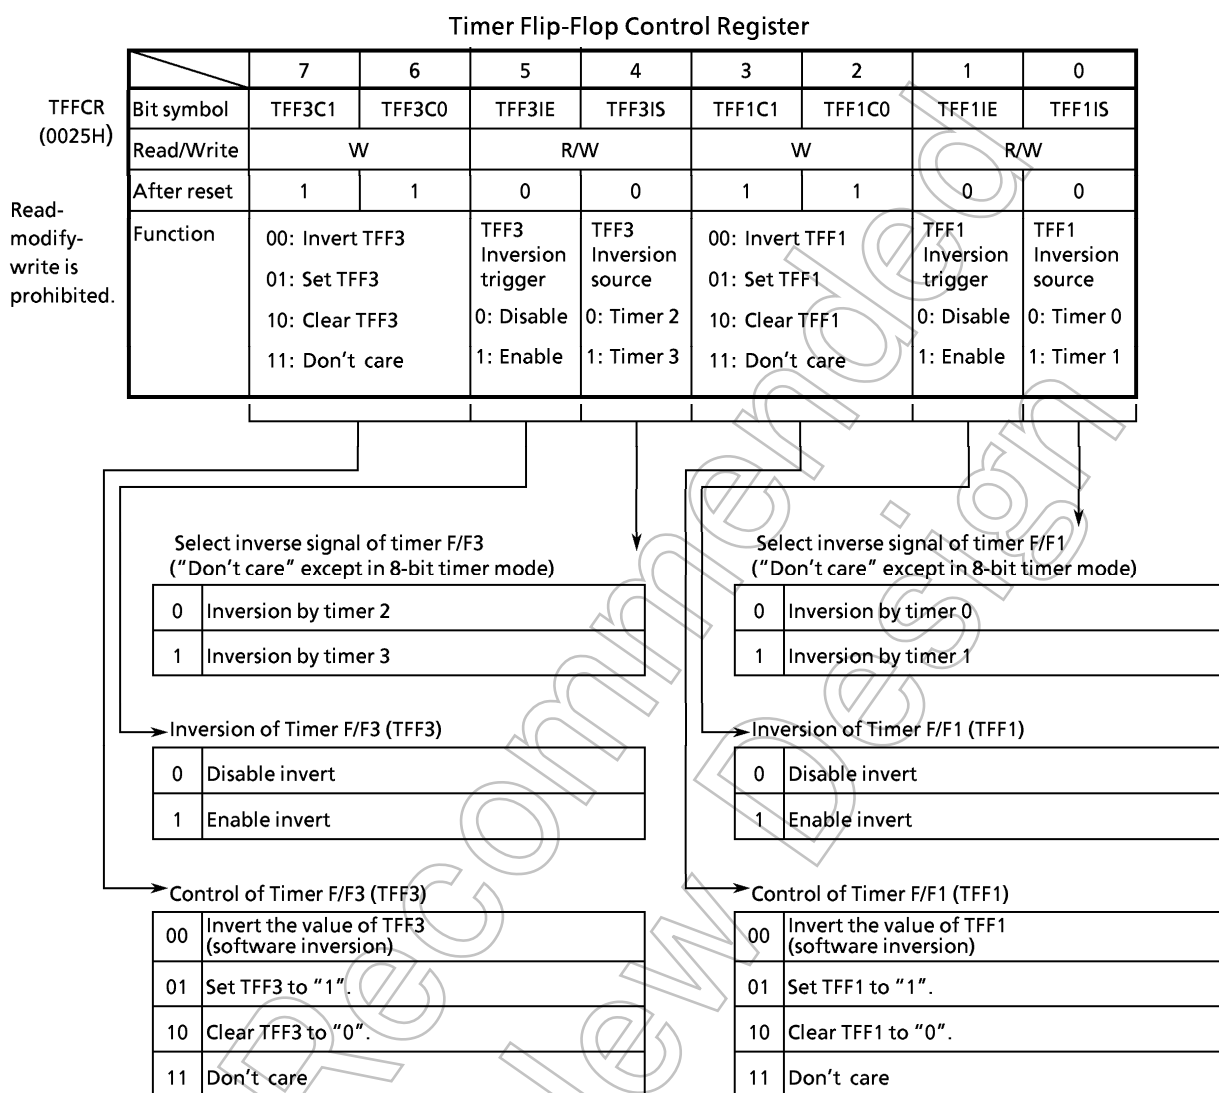 Timer Flip-Flop Control Register
7 6 5 4 3 2 1 0
TFFCR
(0025H)
Bit symbol TFF3C1 TFF3C0 TFF3IE TFF3IS TFF1C1 TFF1C0 TFF1IE TFF1IS
Read/Write W R/W W R/W
After reset 1 1 0 0 1 1 0 0
Read-
modify-
write is
prohibited.
Function
00: Invert TFF3
01: Set TFF3
10: Clear TFF3
11: Don't care
TFF3
Inversion
trigger
0: Disable
1: Enable
TFF3
Inversion
source
0: Timer 2
1: Timer 3
00: Invert TFF1
01: Set TFF1
10: Clear TFF1
11: Don't care
TFF1
Inversion
trigger
0: Disable
1: Enable
TFF1
Inversion
source
0: Timer 0
1: Timer 1
Select inverse signal of timer F/F3
("Don't care" except in 8-bit timer mode)
0 Inversion by timer 2
1 Inversion by timer 3
Inversion of Timer F/F3 (TFF3)
0 Disable invert
1 Enable invert
Control of Timer F/F3 (TFF3)
00 Invert the value of TFF3
(software inversion)
01 Set TFF3 to "1".
10 Clear TFF3 to "0".
11 Don't care
Select inverse signal of timer F/F1
("Don't care" except in 8-bit timer mode)
0 Inversion by timer 0
1 Inversion by timer 1
Inversion of Timer F/F1 (TFF1)
0 Disable invert
1 Enable invert
Control of Timer F/F1 (TFF1)
00 Invert the value of TFF1
(software inversion)
01 Set TFF1 to "1".
10 Clear TFF1 to "0".
11 Don't care
Recommended
New Design